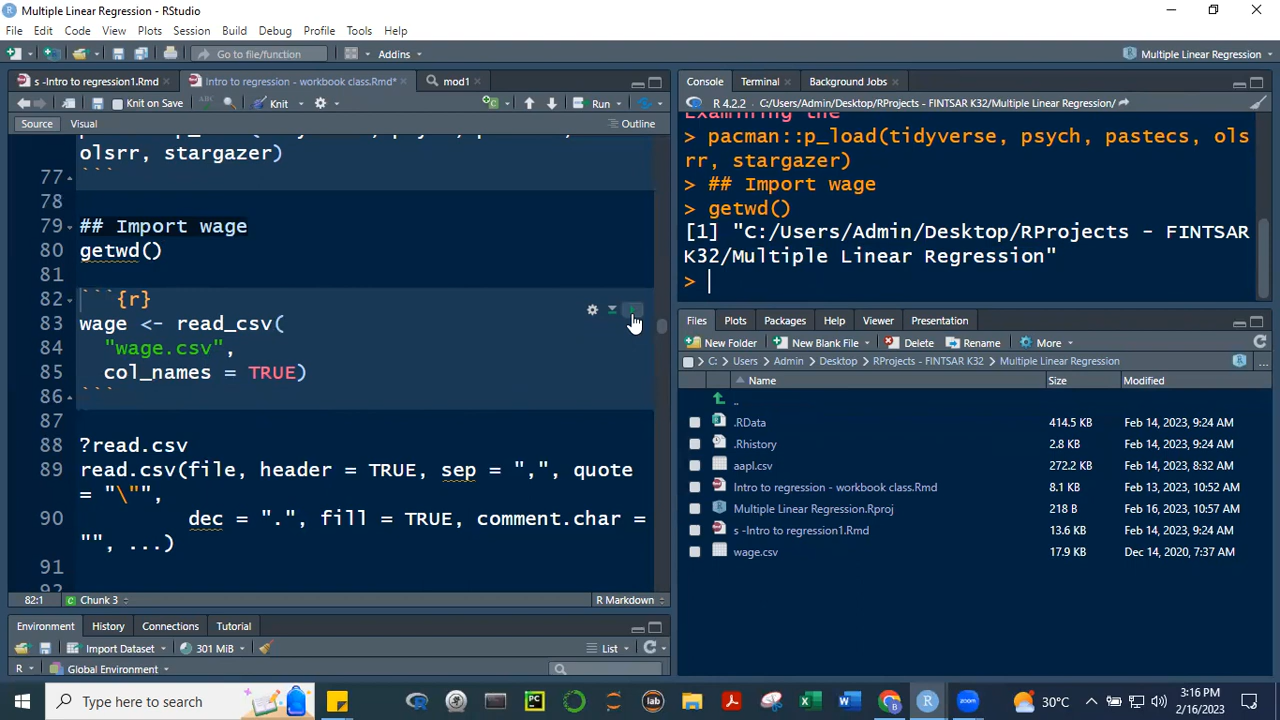 Multiple Linear Regression - RStudio
File Edit Code View Plots Session Build Debug Profile Tools Help
Go to file/function Addins Multiple Linear Regression
s -Intro to regression1.Rmd Intro to regression - workbook class.Rmd* mod1
Knit on Save Knit Run
Source Visual Outline
olsrr, stargazer)
77 ```
78
79 ## Import wage
80 getwd()
81
82 ```{r}
83 wage <- read_csv(
84 "wage.csv",
85 col_names = TRUE)
86 ```
87
88 ?read.csv
89 read.csv(file, header = TRUE, sep = ",", quote
= "\"",
90 dec = ".", fill = TRUE, comment.char =
"", ...)
91
82:1 Chunk 3 R Markdown
Environment History Connections Tutorial
Import Dataset 301 MiB List
R Global Environment
Console Terminal Background Jobs
R 4.2.2 C:/Users/Admin/Desktop/RProjects - FINTSAR K32/Multiple Linear Regression/
Examining the
> pacman::p_load(tidyverse, psych, pastecs, ols
rr, stargazer)
> ## Import wage
> getwd()
[1] "C:/Users/Admin/Desktop/RProjects - FINTSAR
K32/Multiple Linear Regression"
>
Files Plots Packages Help Viewer Presentation
New Folder New Blank File Delete Rename More
C: Users Admin Desktop RProjects - FINTSAR K32 Multiple Linear Regression ...
Name Size Modified
..
.RData 414.5 KB Feb 14, 2023, 9:24 AM
.Rhistory 2.8 KB Feb 14, 2023, 9:24 AM
aapl.csv 272.2 KB Feb 14, 2023, 8:32 AM
Intro to regression - workbook class.Rmd 8.1 KB Feb 13, 2023, 10:52 AM
Multiple Linear Regression.Rproj 218 B Feb 16, 2023, 10:57 AM
s -Intro to regression1.Rmd 13.6 KB Feb 14, 2023, 9:24 AM
wage.csv 17.9 KB Dec 14, 2020, 7:37 AM
Type here to search 30°C 3:16 PM
2/16/2023